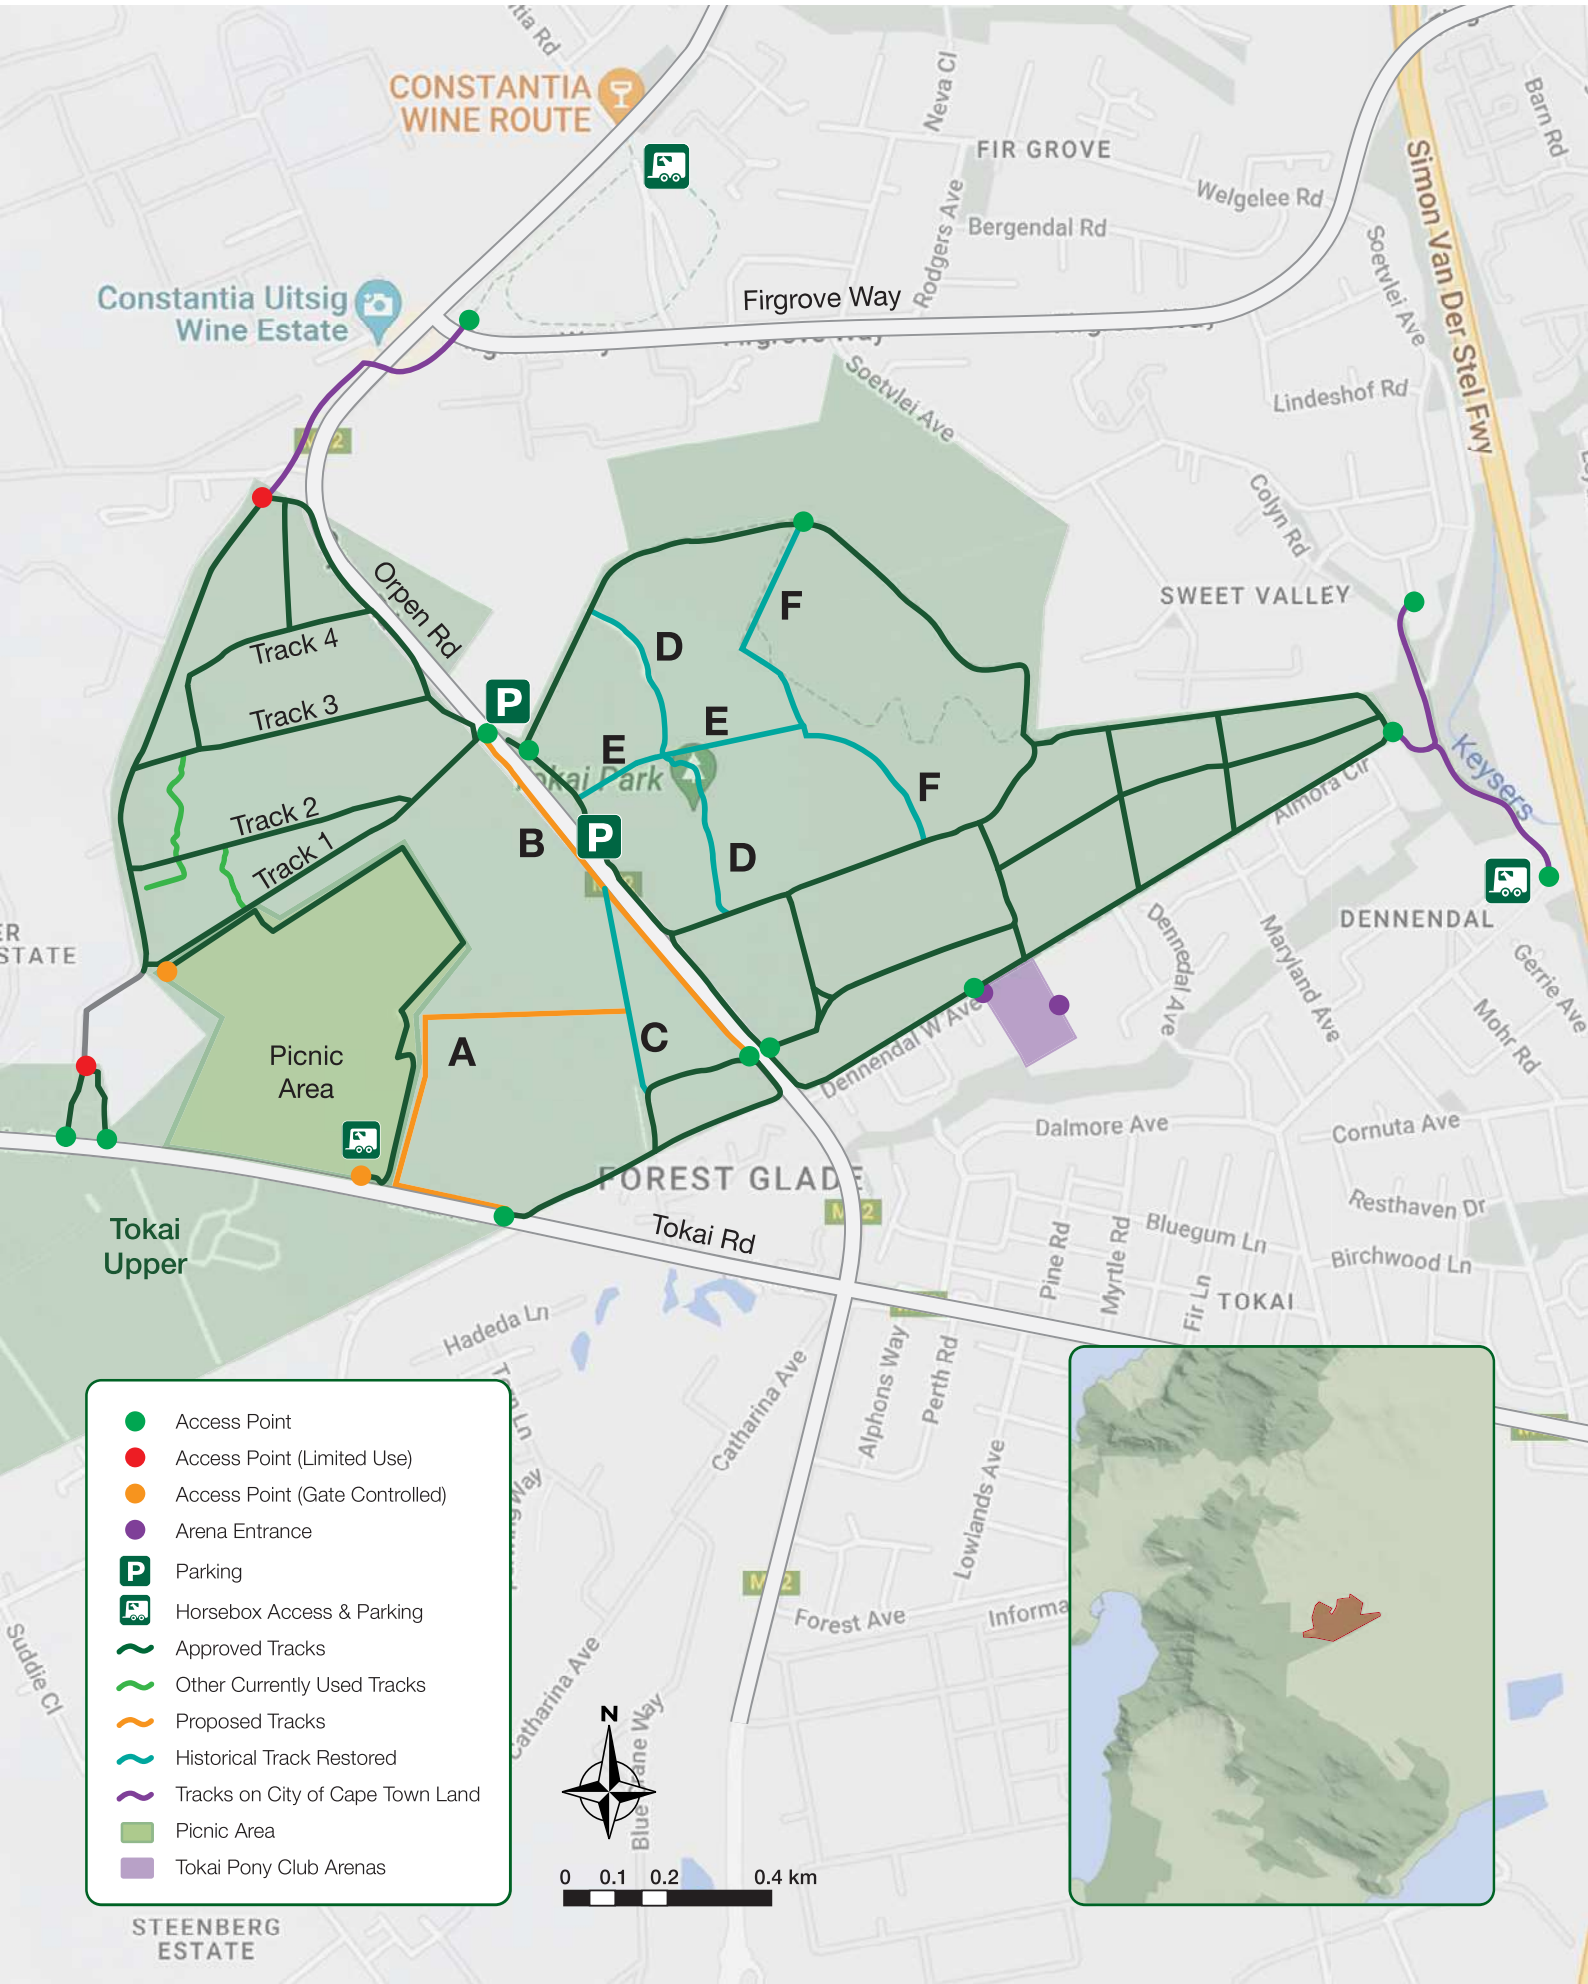 CONSTANTIA
WINE ROUTE
Neva Cl
FIR GROVE
Barn Rd
Welgelee Rd
Bergendal Rd
Rodgers Ave
Soetvlei Ave
Simon Van Der Stel Fwy
Constantia Uitsig
Wine Estate
Firgrove Way
Soetvlei Ave
Lindeshof Rd
Colyn Rd
SWEET VALLEY
Orpen Rd
Track 4
Track 3
Track 2
Track 1
P
D
F
E
E
Tokai Park
F
B
P
D
Keysers
Almora Cir
DENNENDAL
Dennedal Ave
Maryland Ave
Gerrie Ave
Mohr Rd
Dennendal W Ave
A
C
Picnic
Area
Dalmore Ave
Cornuta Ave
FOREST GLADE
Resthaven Dr
Bluegum Ln
Birchwood Ln
Pine Rd
Myrtle Rd
Fir Ln
TOKAI
Tokai
Upper
Tokai Rd
Hadeda Ln
Catharina Ave
Alphons Way
Perth Rd
Lowlands Ave
Forest Ave
Informa
Suddie Cl
Catharina Ave
Access Point
Access Point (Limited Use)
Access Point (Gate Controlled)
Arena Entrance
P Parking
Horsebox Access & Parking
Approved Tracks
Other Currently Used Tracks
Proposed Tracks
Historical Track Restored
Tracks on City of Cape Town Land
Picnic Area
Tokai Pony Club Arenas
N
0 0.1 0.2 0.4 km
STEENBERG
ESTATE